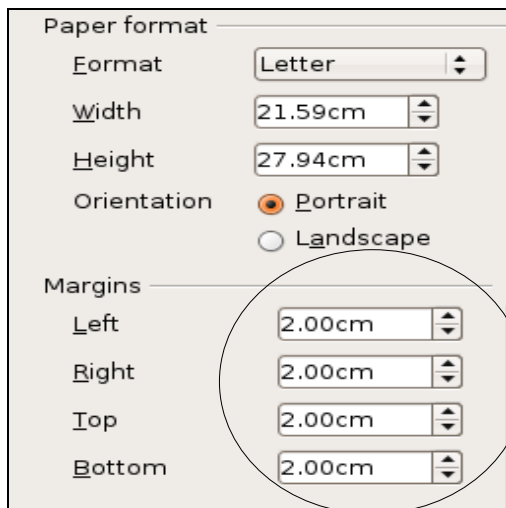 Paper format
Format Letter
Width 21.59cm
Height 27.94cm
Orientation Portrait
Landscape
Margins
Left 2.00cm
Right 2.00cm
Top 2.00cm
Bottom 2.00cm